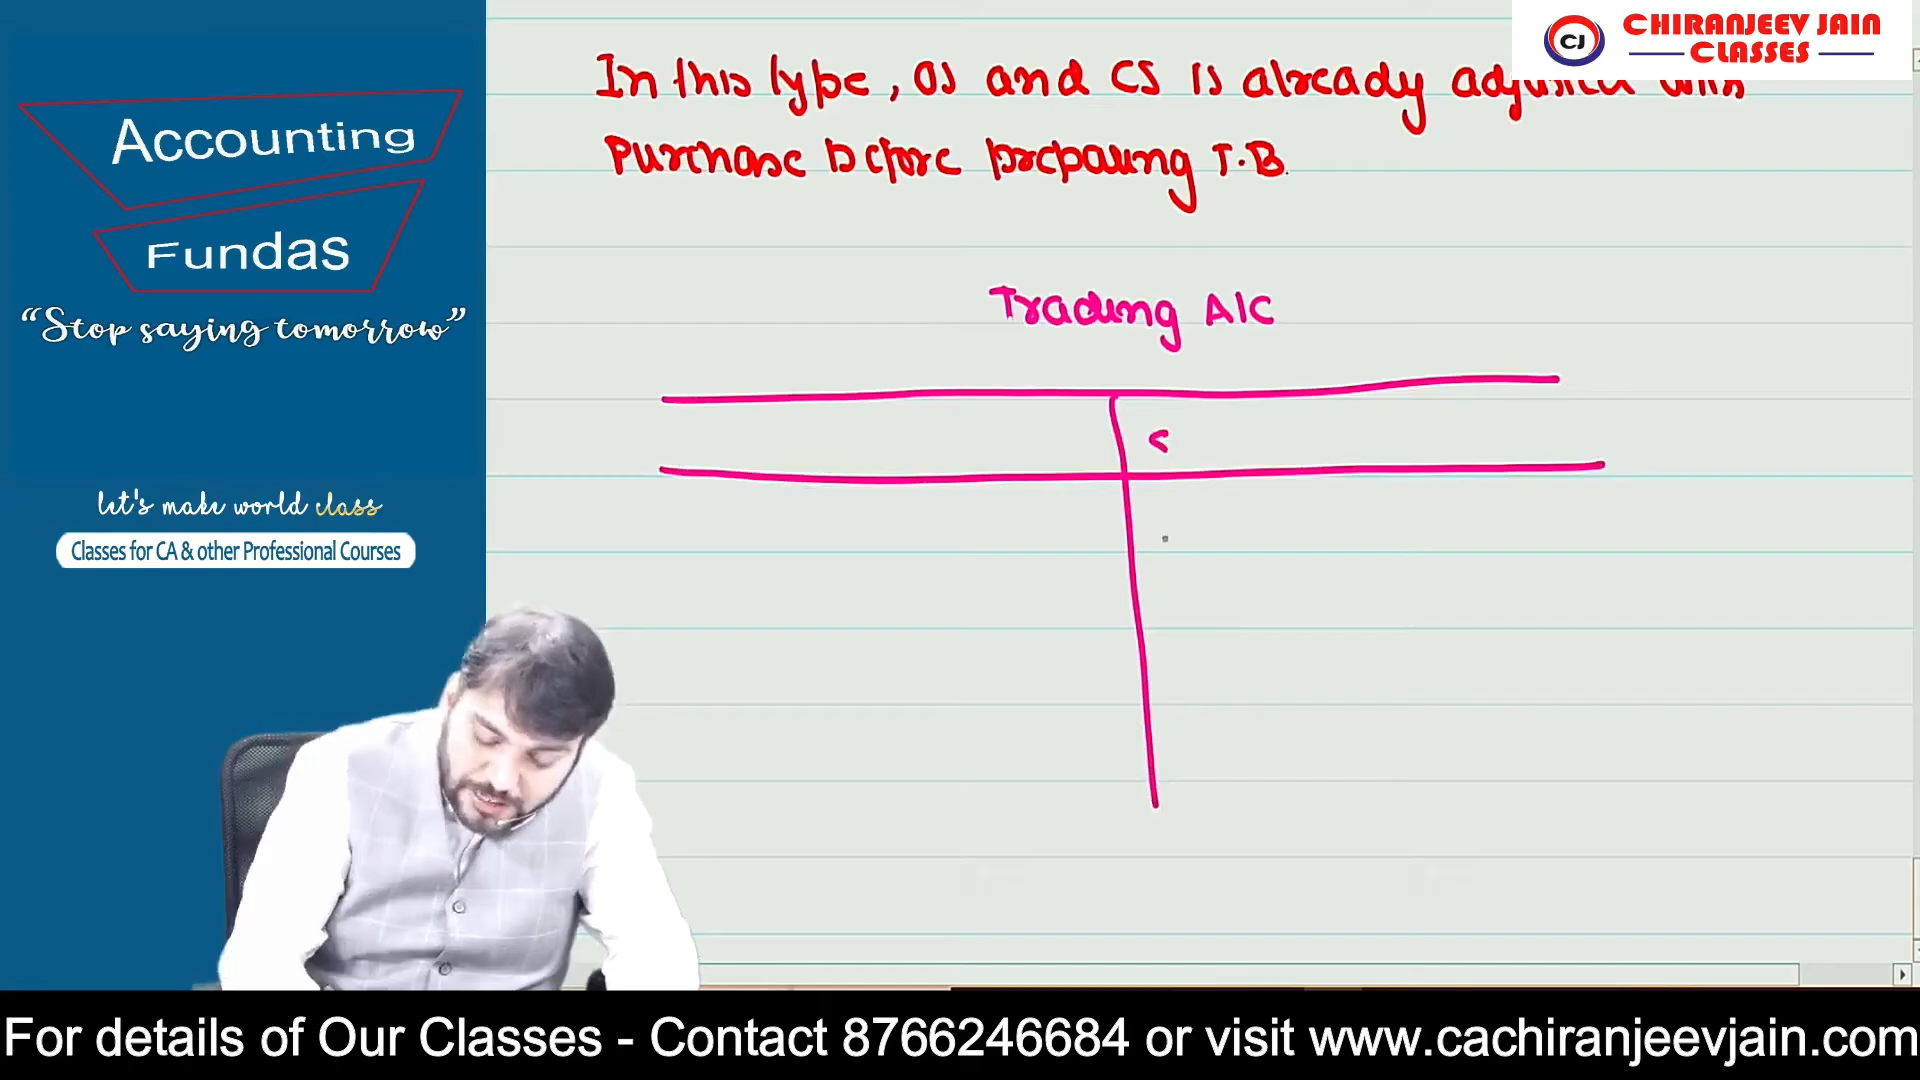 CHIRANJEEV JAIN
CLASSES
CJ
In this type, OS and CS is already adjusted with
Purchase before preparing T.B.
Accounting
Fundas
“Stop saying tomorrow”
let's make world class
Classes for CA & other Professional Courses
Trading A/C
For details of Our Classes - Contact 8766246684 or visit www.cachiranjeevjain.com